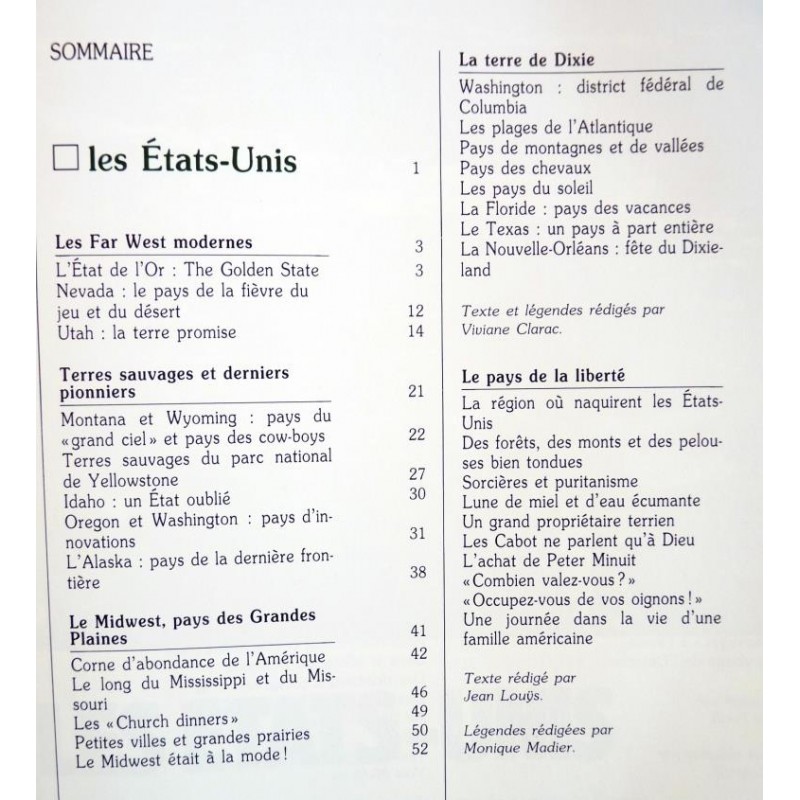 SOMMAIRE
les États-Unis 1
Les Far West modernes 3
L'État de l'Or : The Golden State 3
Nevada : le pays de la fièvre du
jeu et du désert 12
Utah : la terre promise 14
Terres sauvages et derniers
pionniers 21
Montana et Wyoming : pays du
«grand ciel» et pays des cow-boys 22
Terres sauvages du parc national
de Yellowstone 27
Idaho : un État oublié 30
Oregon et Washington : pays d'in-
novations 31
L'Alaska : pays de la dernière fron-
tière 38
Le Midwest, pays des Grandes
Plaines 41
Corne d'abondance de l'Amérique 42
Le long du Mississippi et du Mis-
souri 46
Les «Church dinners» 49
Petites villes et grandes prairies 50
Le Midwest était à la mode! 52
La terre de Dixie
Washington : district fédéral de
Columbia
Les plages de l'Atlantique
Pays de montagnes et de vallées
Pays des chevaux
Les pays du soleil
La Floride : pays des vacances
Le Texas : un pays à part entière
La Nouvelle-Orléans : fête du Dixie-
land
Texte et légendes rédigés par
Viviane Clarac.
Le pays de la liberté
La région où naquirent les États-
Unis
Des forêts, des monts et des pelou-
ses bien tondues
Sorcières et puritanisme
Lune de miel et d'eau écumante
Un grand propriétaire terrien
Les Cabot ne parlent qu'à Dieu
L'achat de Peter Minuit
«Combien valez-vous?»
«Occupez-vous de vos oignons!»
Une journée dans la vie d'une
famille américaine
Texte rédigé par
Jean Louÿs.
Légendes rédigées par
Monique Madier.